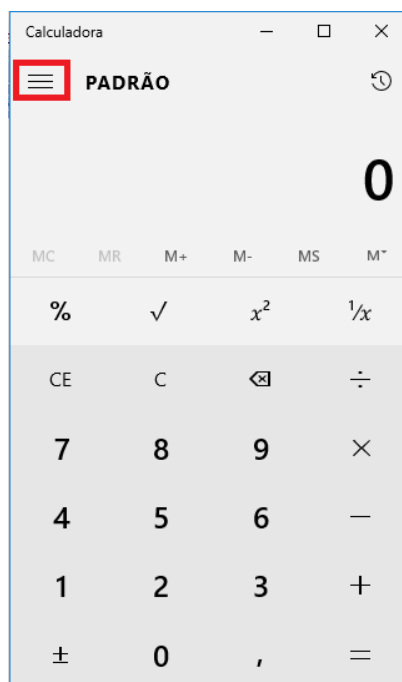 Calculadora
PADRÃO
0
MC MR M+ M- MS M˅
% √ x² ¹/x
CE C ⌫ ÷
7 8 9 ×
4 5 6 −
1 2 3 +
± 0 , =